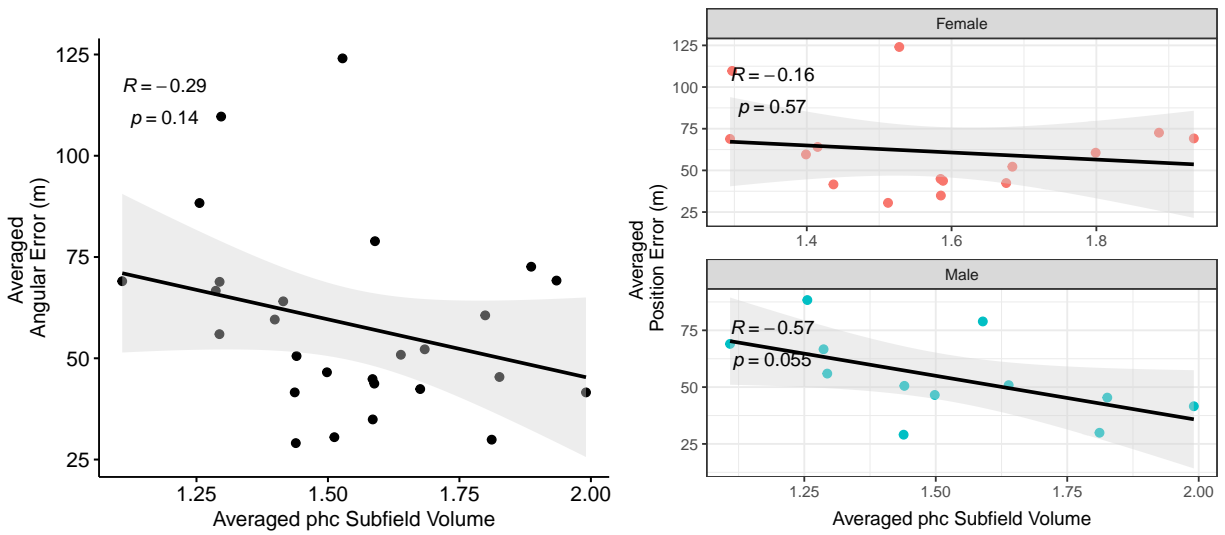 125
100
75
50
25
R = −0.29
p = 0.14
Averaged
Angular Error (m)
1.25
1.50
1.75
2.00
Averaged phc Subfield Volume
Female
125
100
75
50
25
R = −0.16
p = 0.57
1.4
1.6
1.8
Averaged
Position Error (m)
Male
75
50
25
R = −0.57
p = 0.055
1.25
1.50
1.75
2.00
Averaged phc Subfield Volume